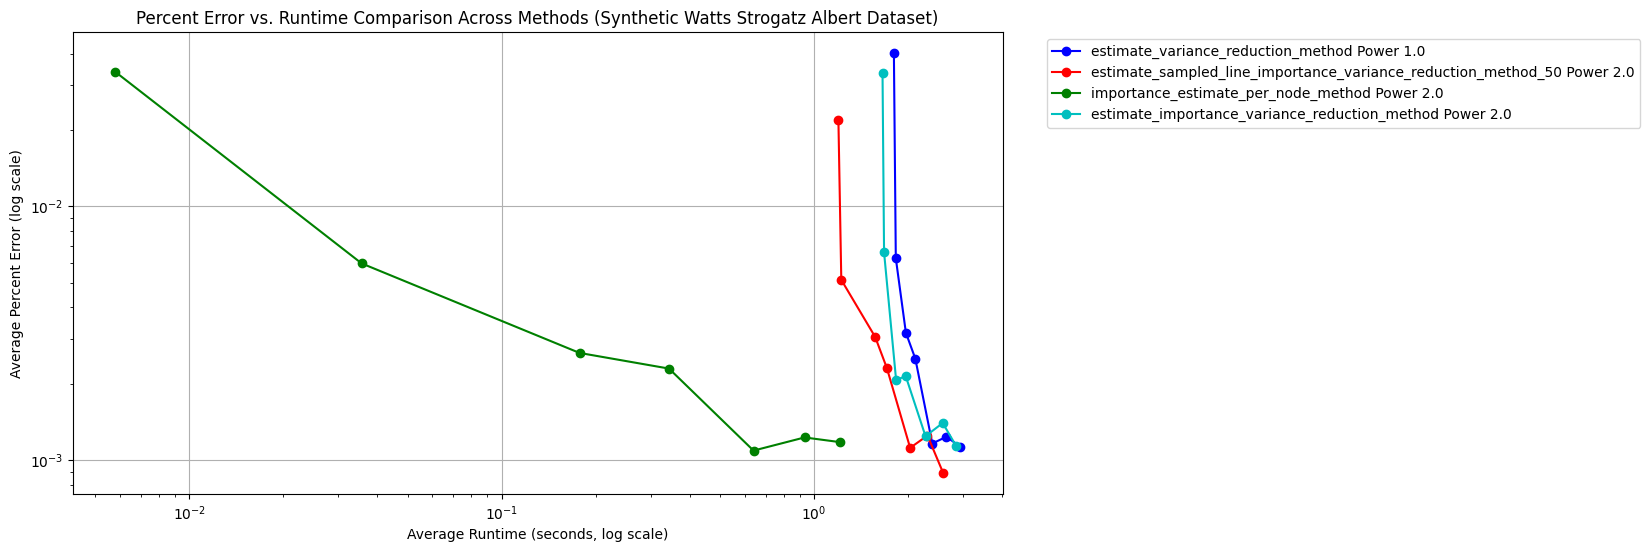 Percent Error vs. Runtime Comparison Across Methods (Synthetic Watts Strogatz Albert Dataset)
estimate_variance_reduction_method Power 1.0
estimate_sampled_line_importance_variance_reduction_method_50 Power 2.0
importance_estimate_per_node_method Power 2.0
estimate_importance_variance_reduction_method Power 2.0
Average Percent Error (log scale)
10⁻²
10⁻³
10⁻² 10⁻¹ 10⁰
Average Runtime (seconds, log scale)